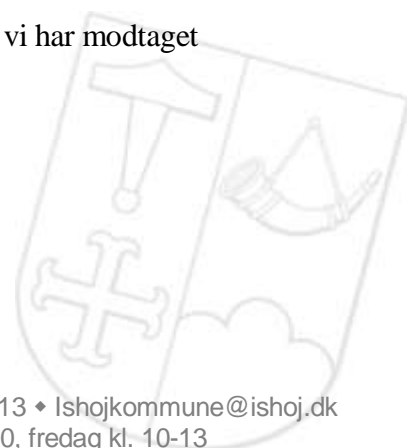 vi har modtaget
13 ◆ Ishojkommune@ishoj.dk
0, fredag kl. 10-13